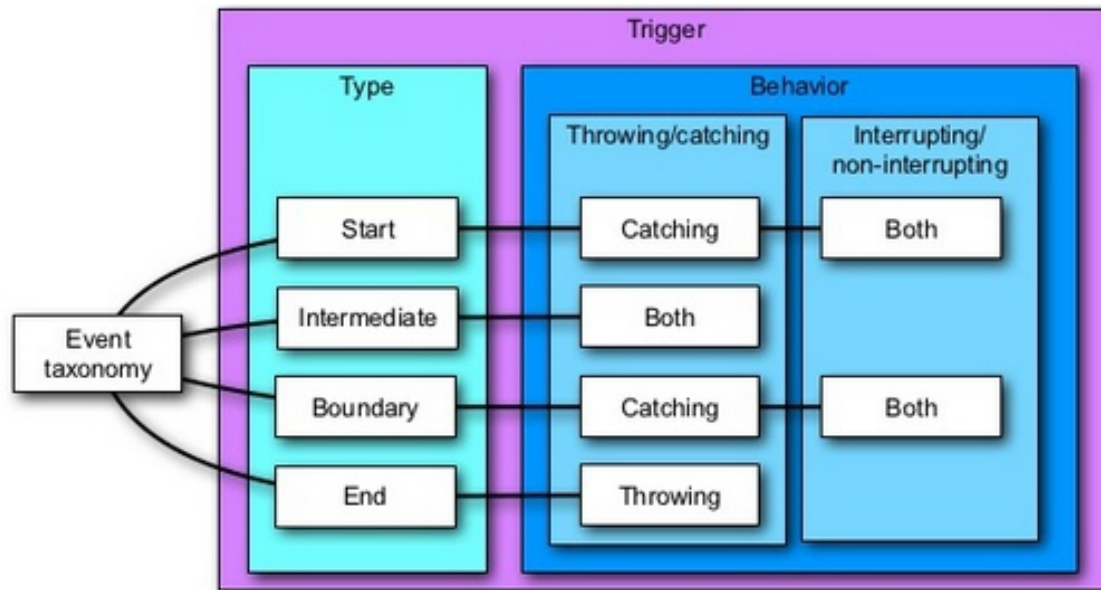 Trigger
Type
Behavior
Throwing/catching
Interrupting/
non-interrupting
Start
Catching
Both
Intermediate
Both
Event
taxonomy
Boundary
Catching
Both
End
Throwing